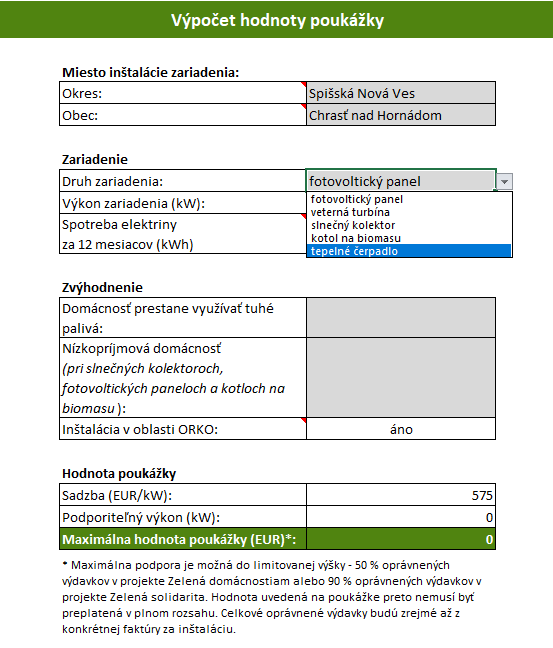 Výpočet hodnoty poukážky
Miesto inštalácie zariadenia:
Okres: Spišská Nová Ves
Obec: Chrasť nad Hornádom
Zariadenie
Druh zariadenia: fotovoltický panel
Výkon zariadenia (kW):
fotovoltický panel
veterná turbína
slnečný kolektor
kotol na biomasu
tepelné čerpadlo
Spotreba elektriny
za 12 mesiacov (kWh)
Zvýhodnenie
Domácnosť prestane využívať tuhé
palivá:
Nízkopríjmová domácnosť
(pri slnečných kolektoroch,
fotovoltických paneloch a kotloch na
biomasu ):
Inštalácia v oblasti ORKO: áno
Hodnota poukážky
Sadzba (EUR/kW): 575
Podporiteľný výkon (kW): 0
Maximálna hodnota poukážky (EUR)*: 0
* Maximálna podpora je možná do limitovanej výšky - 50 % oprávnených
výdavkov v projekte Zelená domácnostiam alebo 90 % oprávnených výdavkov v
projekte Zelená solidarita. Hodnota uvedená na poukážke preto nemusí byť
preplatená v plnom rozsahu. Celkové oprávnené výdavky budú zrejmé až z
konkrétnej faktúry za inštaláciu.